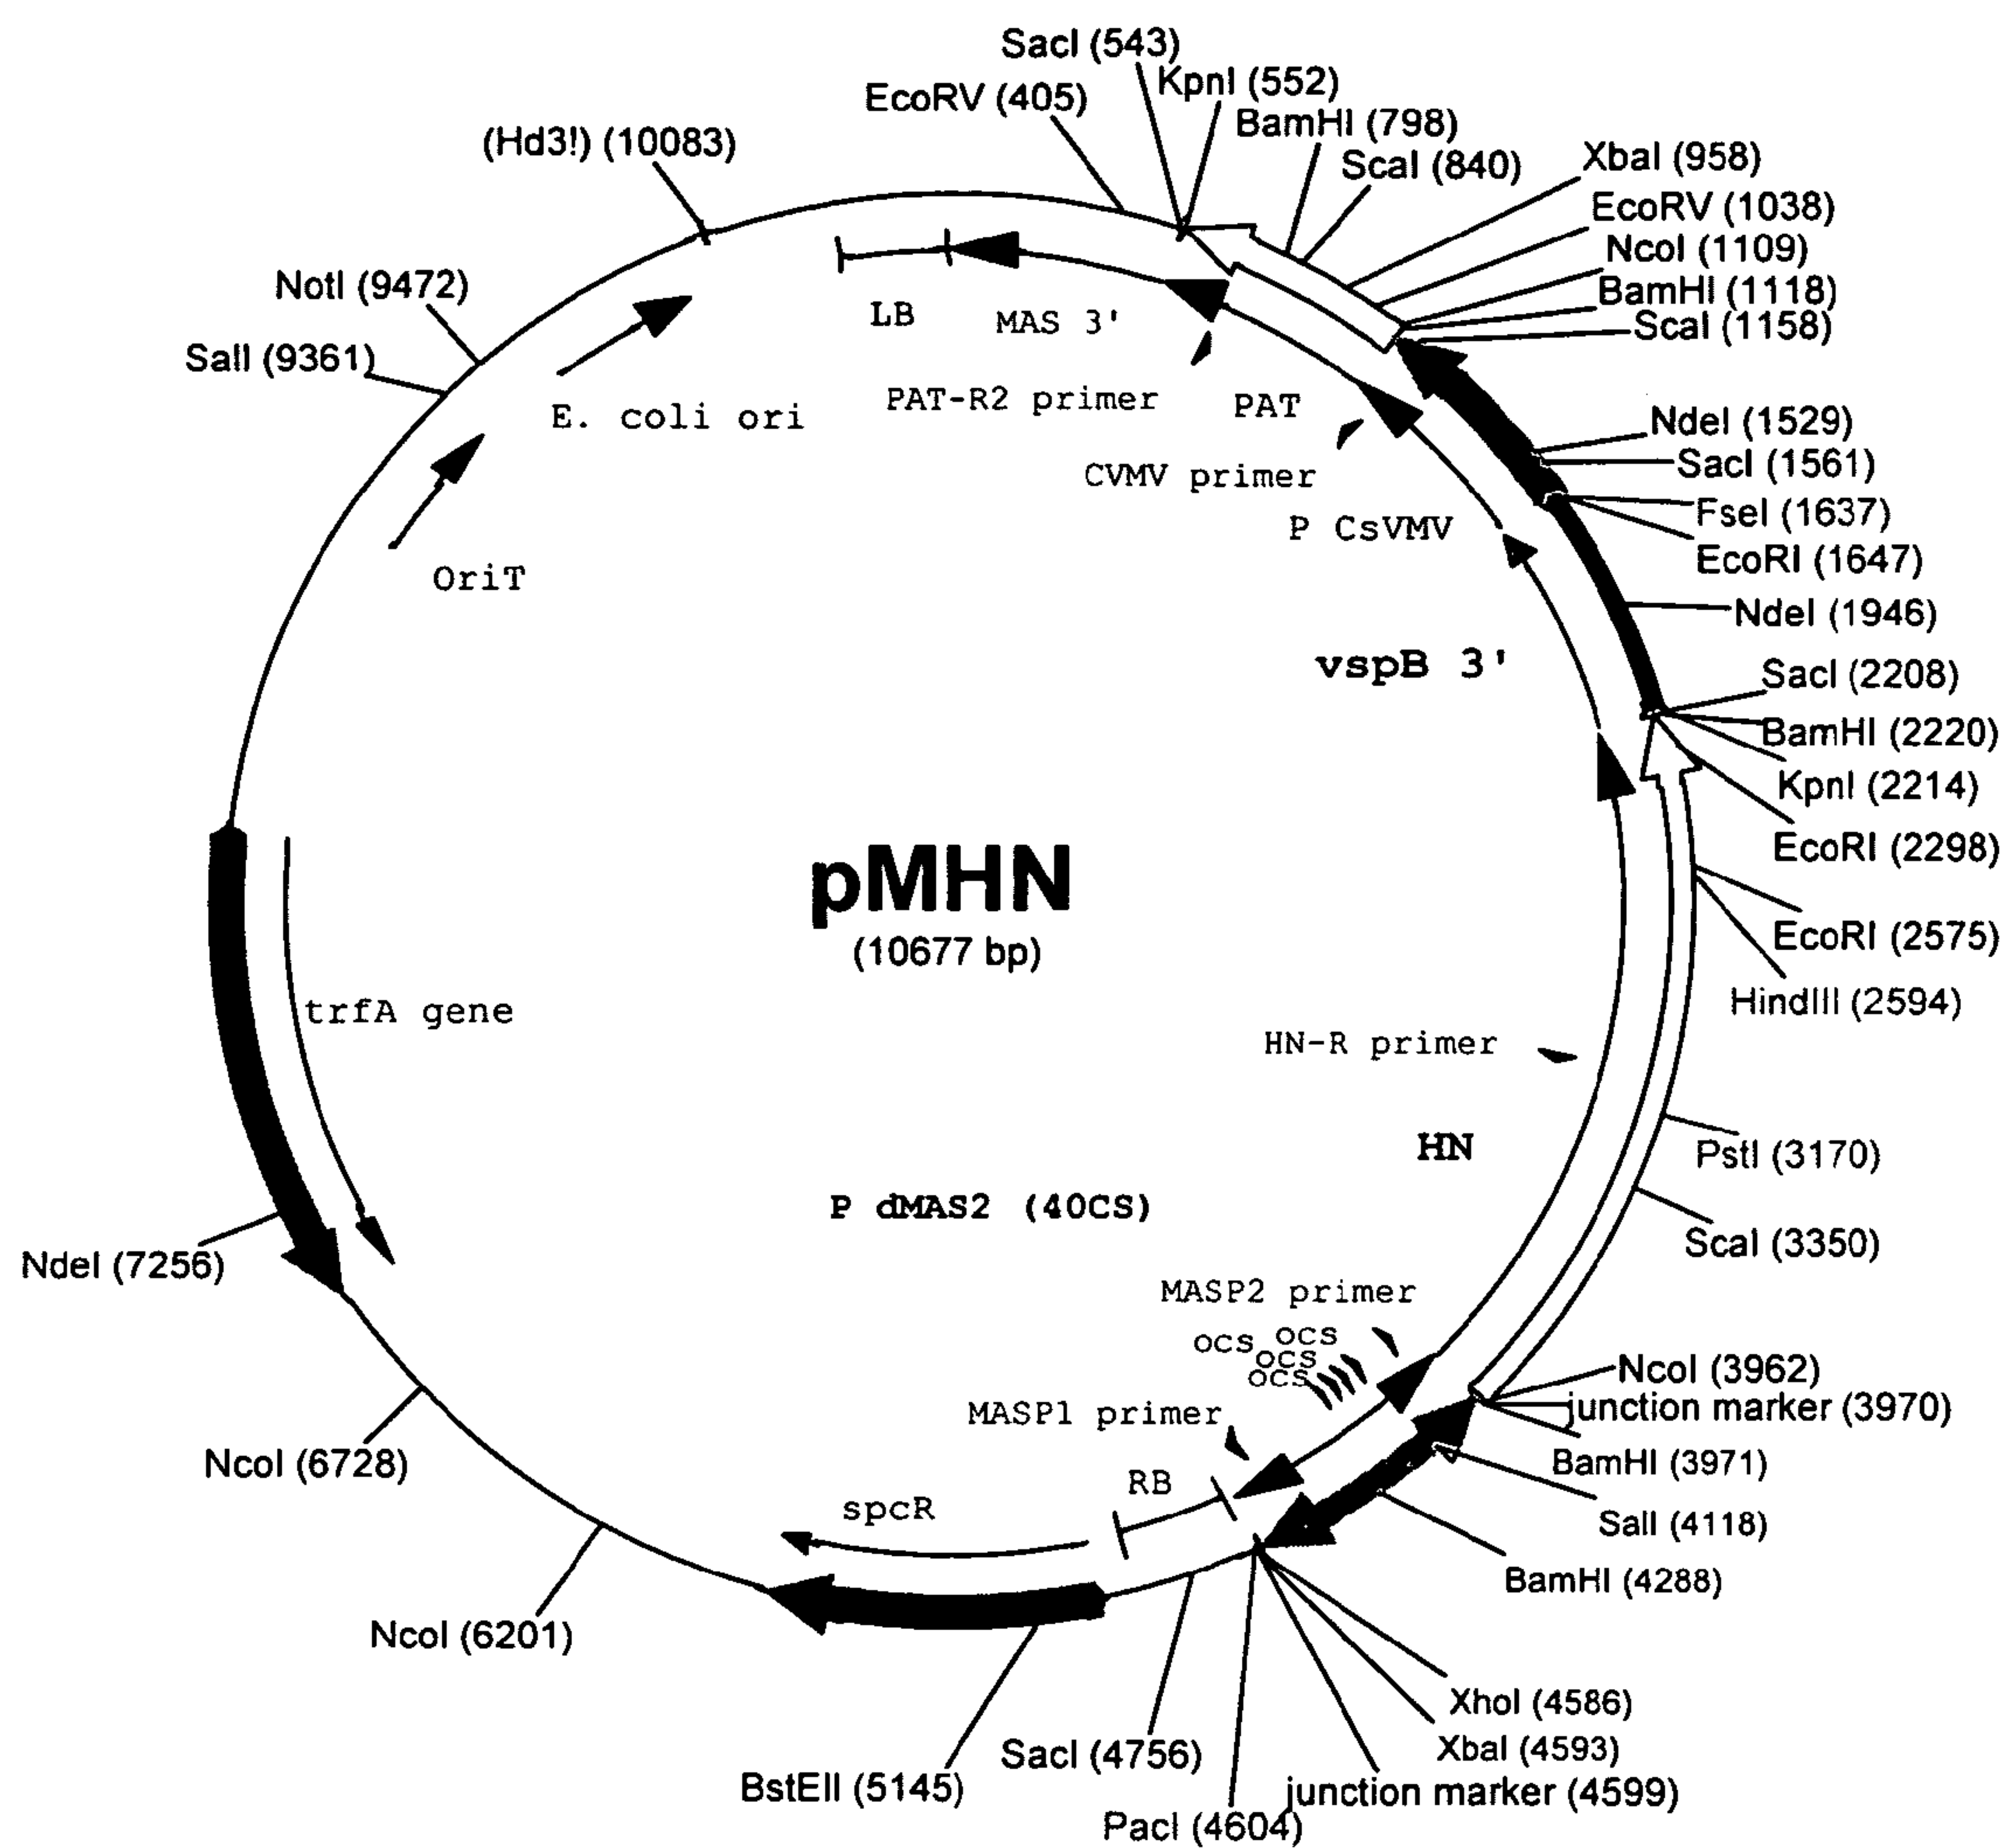 SacI (543)
KpnI (552)
EcoRV (405)
BamHI (798)
(Hd3!) (10083)
ScaI (840)
XbaI (958)
EcoRV (1038)
NcoI (1109)
BamHI (1118)
ScaI (1158)
NotI (9472)
SalI (9361)
LB
MAS 3'
PAT-R2 primer
PAT
E. coli ori
NdeI (1529)
SacI (1561)
CVMV primer
FseI (1637)
P CsVMV
EcoRI (1647)
OriT
NdeI (1946)
vspB 3'
SacI (2208)
BamHI (2220)
KpnI (2214)
EcoRI (2298)
pMHN
(10677 bp)
EcoRI (2575)
HindIII (2594)
trfA gene
HN-R primer
HN
PstI (3170)
P dMAS2 (4OCS)
ScaI (3350)
NdeI (7256)
MASP2 primer
OCS
OCS
OCS
OCS
NcoI (3962)
junction marker (3970)
MASP1 primer
BamHI (3971)
NcoI (6728)
RB
spcR
SalI (4118)
BamHI (4288)
NcoI (6201)
XhoI (4586)
XbaI (4593)
SacI (4756)
BstEII (5145)
junction marker (4599)
PacI (4604)